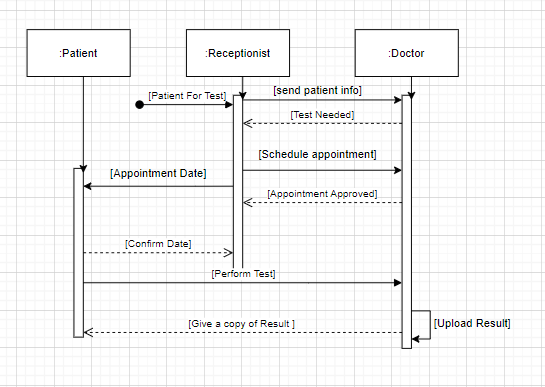 :Patient
:Receptionist
:Doctor
[Patient For Test]
[send patient info]
[Test Needed]
[Schedule appointment]
[Appointment Date]
[Appointment Approved]
[Confirm Date]
[Perform Test]
[Give a copy of Result ]
[Upload Result]